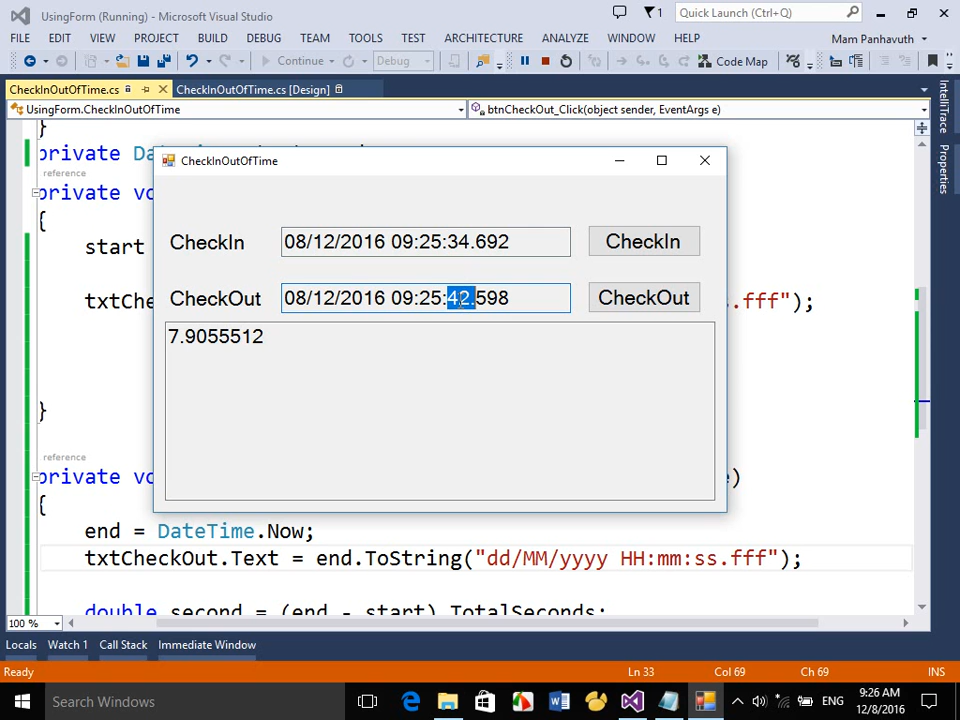 UsingForm (Running) - Microsoft Visual Studio
1
Quick Launch (Ctrl+Q)
FILE EDIT VIEW PROJECT BUILD DEBUG TEAM TOOLS TEST ARCHITECTURE ANALYZE WINDOW HELP
Mam Panhavuth
Continue Debug Code Map
CheckInOutOfTime.cs CheckInOutOfTime.cs [Design]
UsingForm.CheckInOutOfTime btnCheckOut_Click(object sender, EventArgs e)
}
private
reference
private vo
{
start
txtChe ss.fff");
}
reference
private vo e)
{
end = DateTime.Now;
txtCheckOut.Text = end.ToString("dd/MM/yyyy HH:mm:ss.fff");
double second = (end - start).TotalSeconds;
CheckInOutOfTime
CheckIn 08/12/2016 09:25:34.692 CheckIn
CheckOut 08/12/2016 09:25:42.598 CheckOut
7.9055512
IntelliTrace
Properties
100 %
Locals Watch 1 Call Stack Immediate Window
Ready Ln 33 Col 69 Ch 69 INS
Search Windows
ENG
9:26 AM
12/8/2016